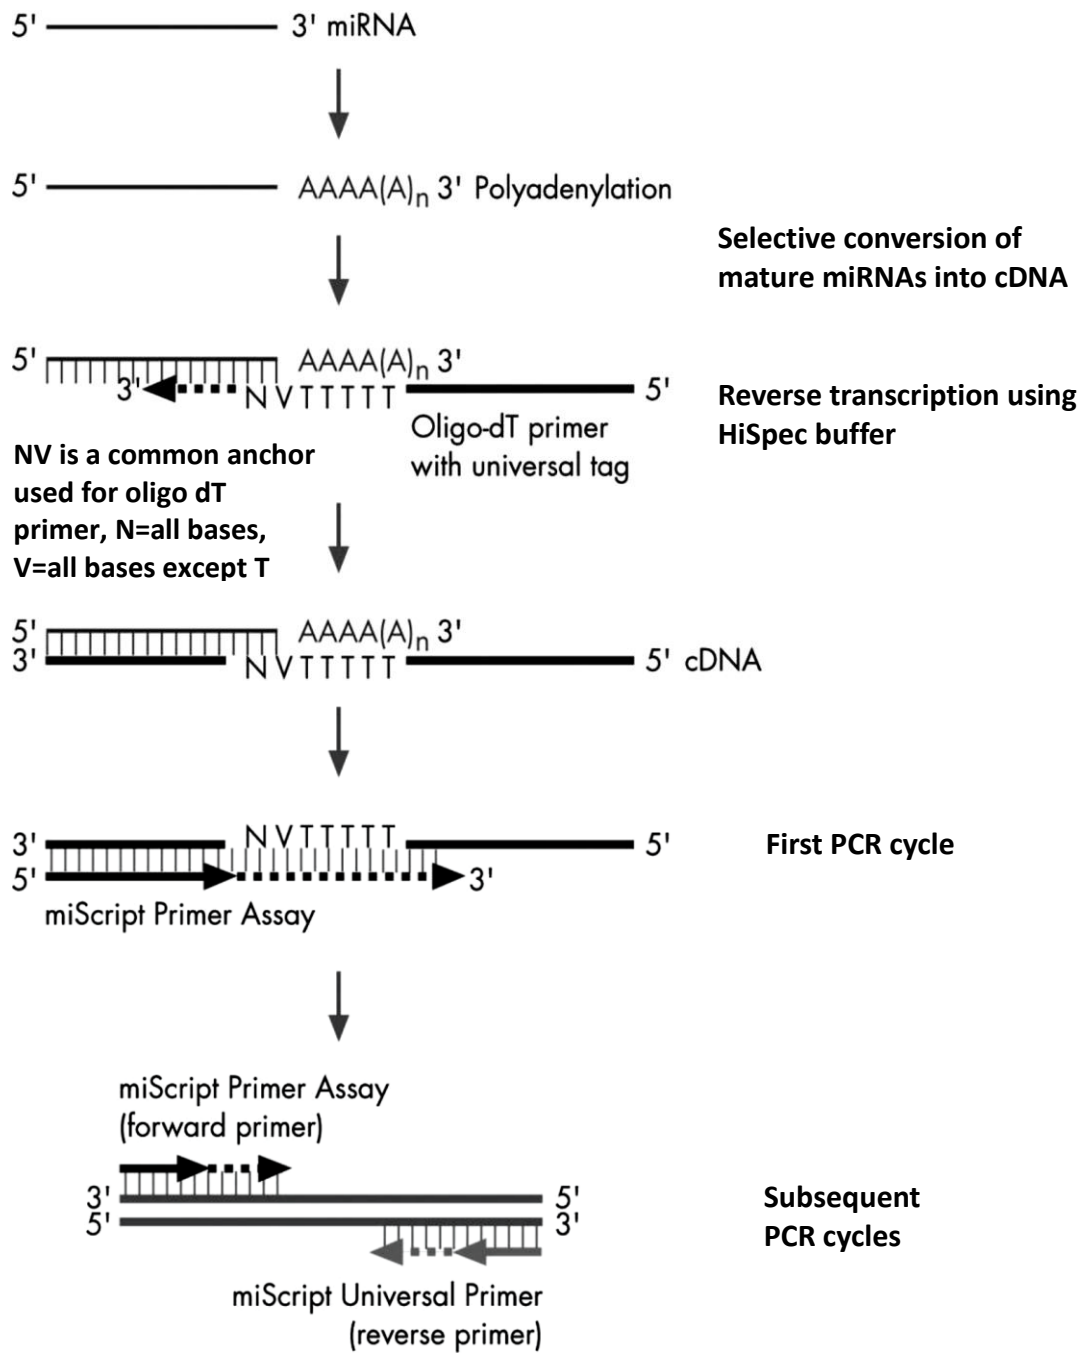 5' 3' miRNA
5' AAAA(A)n 3' Polyadenylation
Selective conversion of
mature miRNAs into cDNA
5' AAAA(A)n 3'
3' NVTTTTT 5'
Reverse transcription using
HiSpec buffer
Oligo-dT primer
with universal tag
NV is a common anchor
used for oligo dT
primer, N=all bases,
V=all bases except T
5' AAAA(A)n 3'
3' NVTTTTT 5' cDNA
3' NVTTTTT 5'
First PCR cycle
5' 3'
miScript Primer Assay
miScript Primer Assay
(forward primer)
3' 5'
5' 3'
Subsequent
PCR cycles
miScript Universal Primer
(reverse primer)